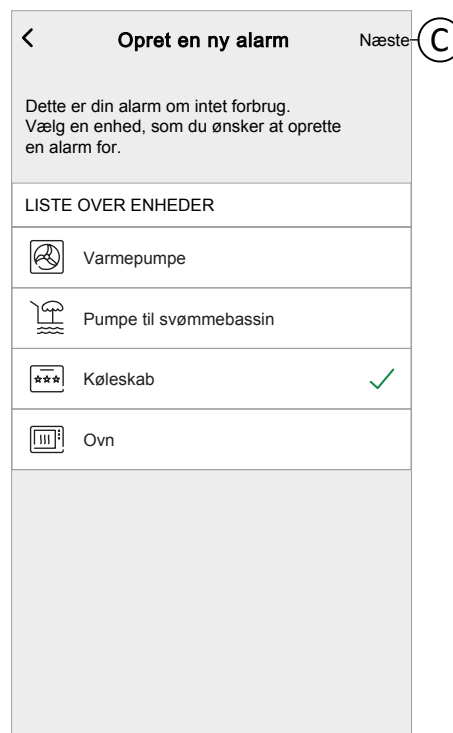 Opret en ny alarm
Næste
C
Dette er din alarm om intet forbrug.
Vælg en enhed, som du ønsker at oprette
en alarm for.
LISTE OVER ENHEDER
Varmepumpe
Pumpe til svømmebassin
Køleskab
Ovn